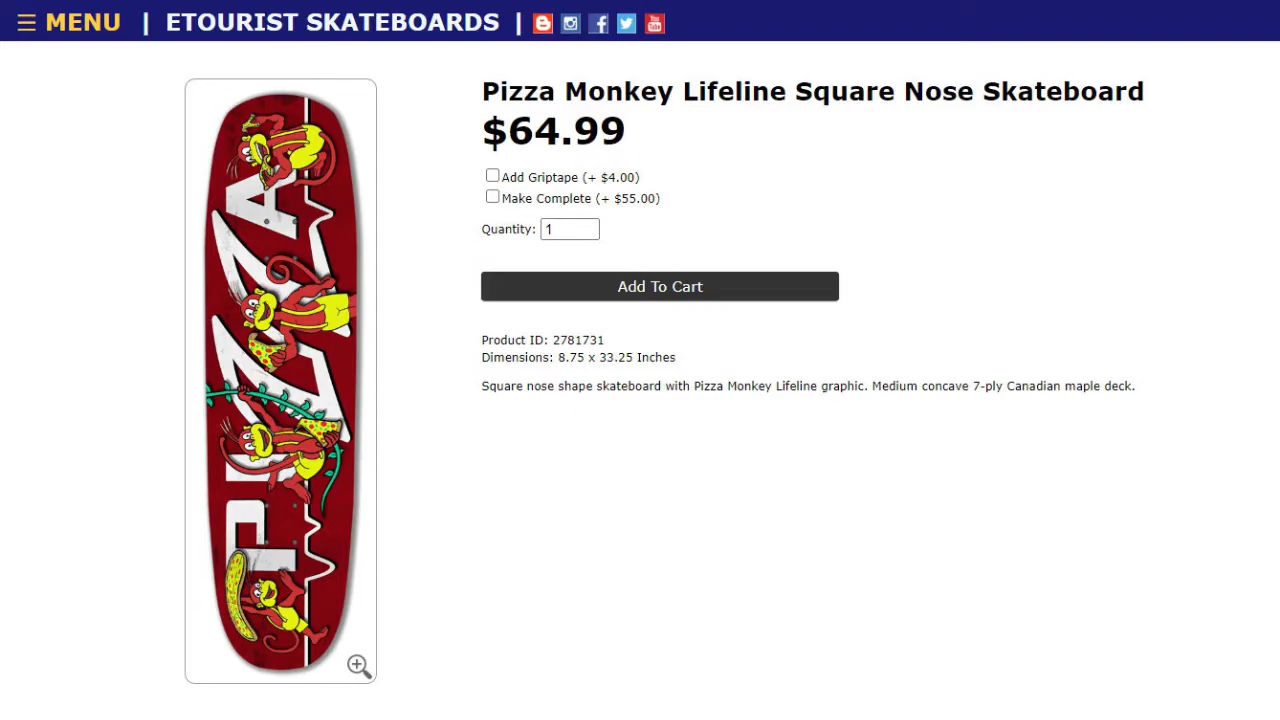 ☰ MENU | ETOURIST SKATEBOARDS |
You Tube
PIZZA
Pizza Monkey Lifeline Square Nose Skateboard
$64.99
Add Griptape (+ $4.00)
Make Complete (+ $55.00)
Quantity: 1
Add To Cart
Product ID: 2781731
Dimensions: 8.75 x 33.25 Inches
Square nose shape skateboard with Pizza Monkey Lifeline graphic. Medium concave 7-ply Canadian maple deck.